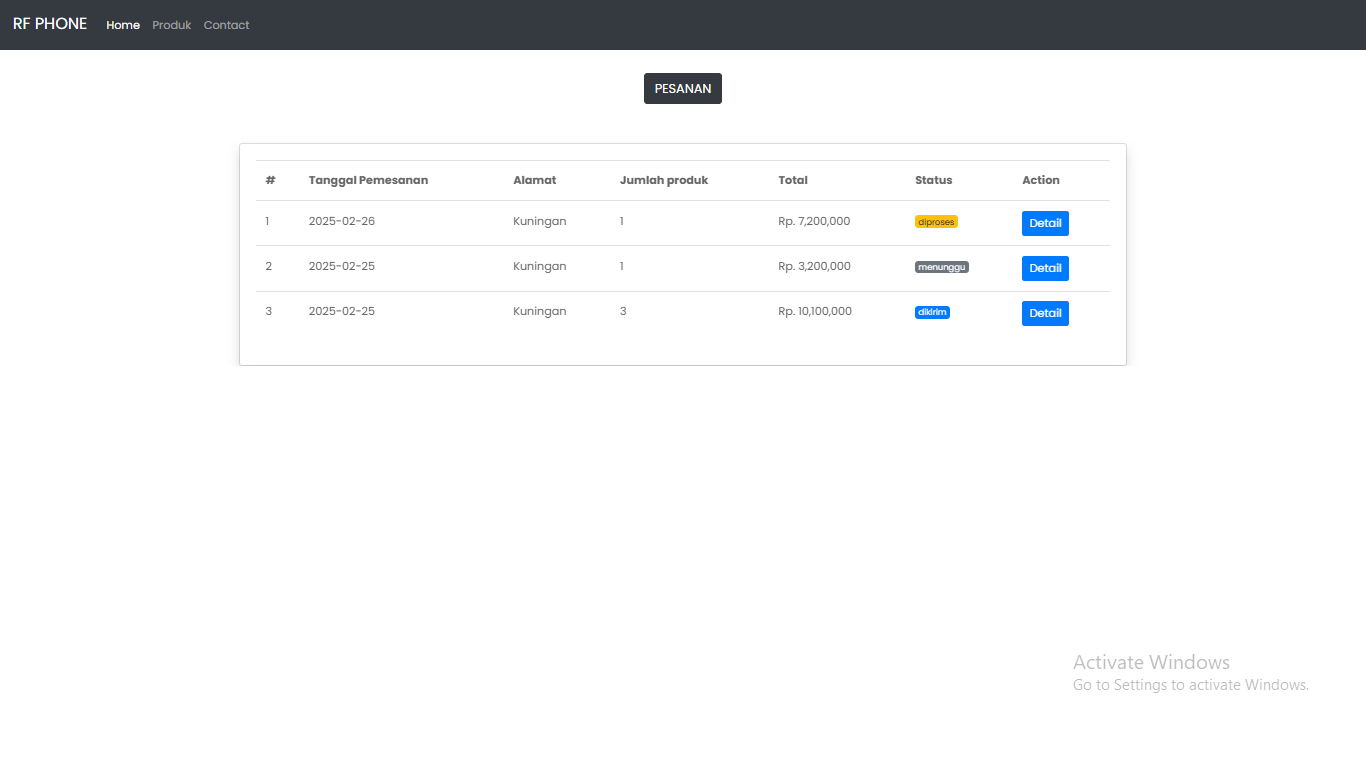 RF PHONE Home Produk Contact
PESANAN
# Tanggal Pemesanan Alamat Jumlah produk Total Status Action
1 2025-02-26 Kuningan 1 Rp. 7,200,000 diproses Detail
2 2025-02-25 Kuningan 1 Rp. 3,200,000 menunggu Detail
3 2025-02-25 Kuningan 3 Rp. 10,100,000 dikirim Detail
Activate Windows
Go to Settings to activate Windows.